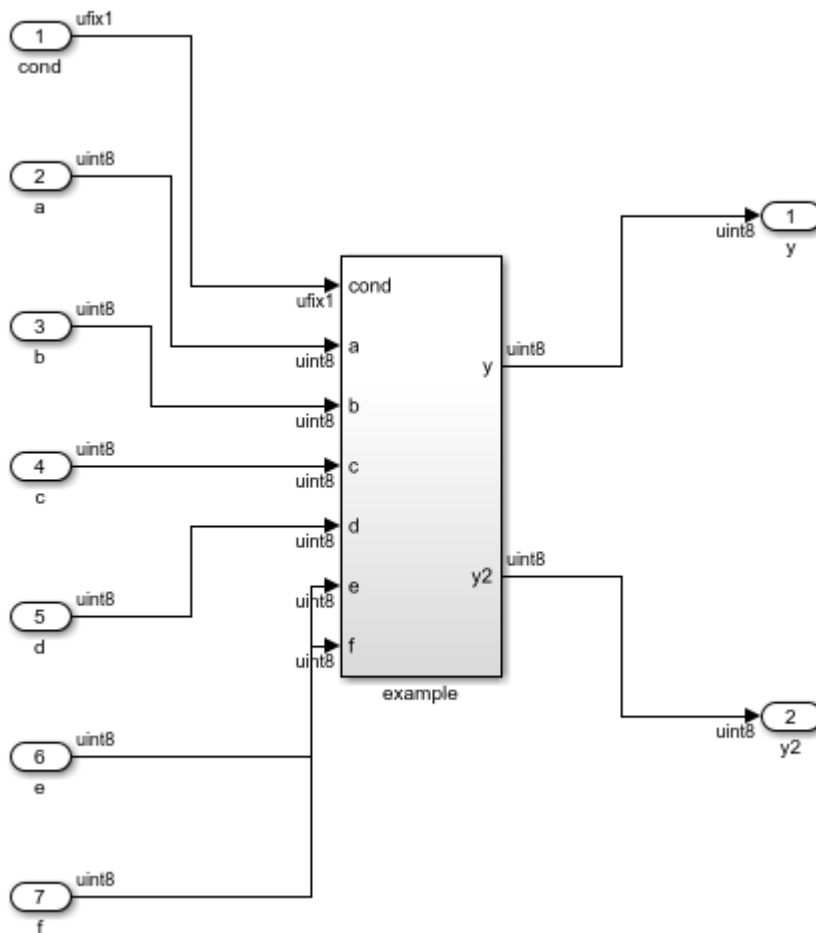 ufix1
1
cond
uint8
2
a
uint8
3
b
uint8
4
c
uint8
5
d
uint8
6
e
uint8
7
f
ufix1
cond
uint8
a
uint8
b
uint8
c
uint8
d
uint8
e
uint8
f
y
uint8
y2
uint8
example
uint8
1
y
uint8
2
y2